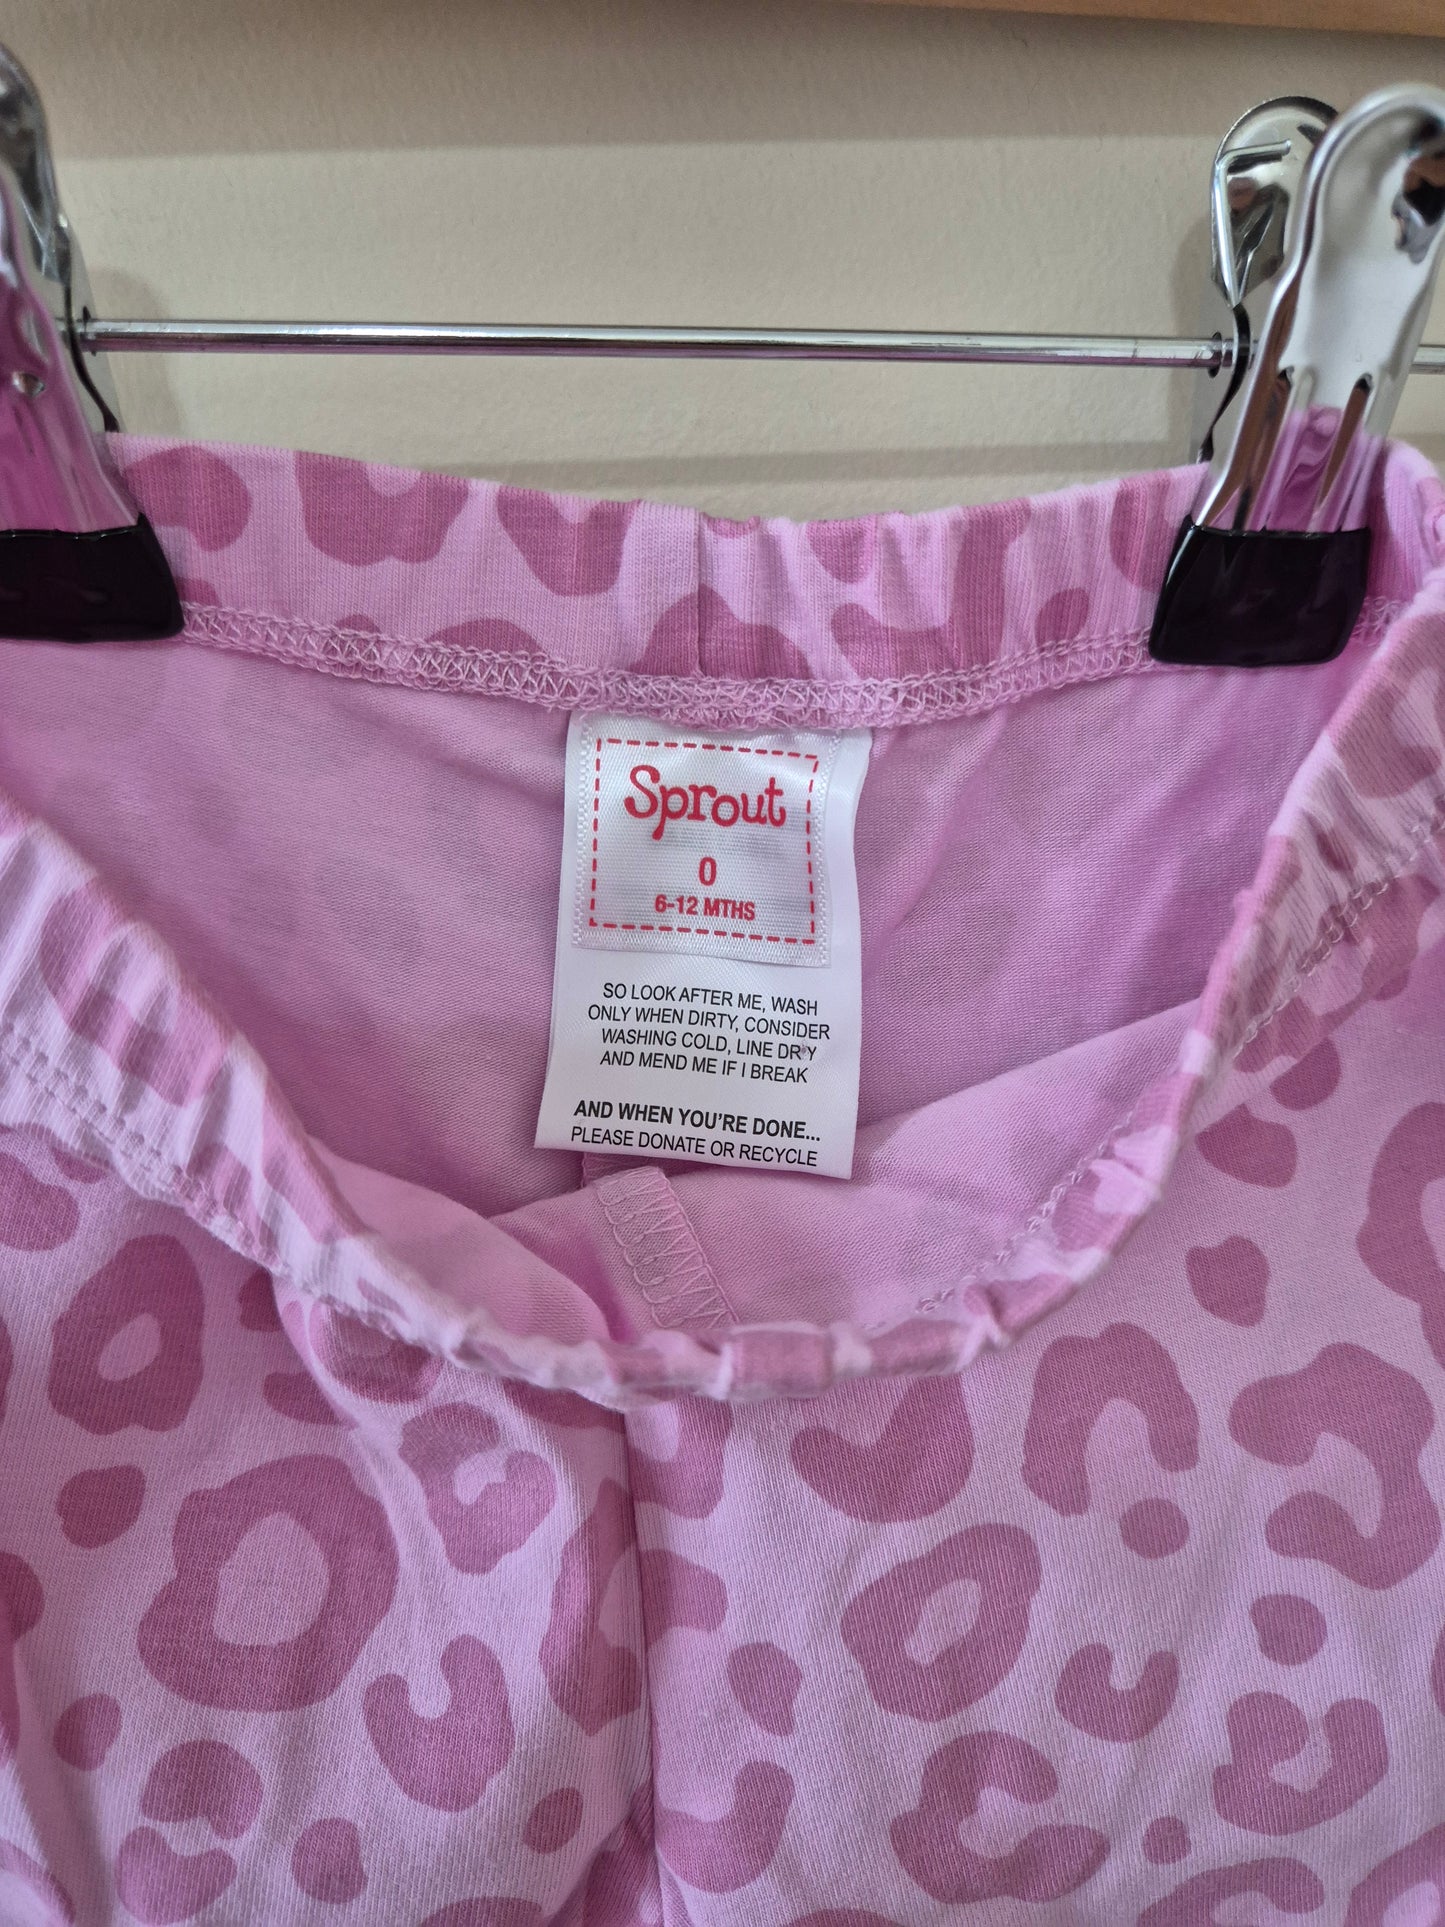 Sprout
0
6-12 MTHS
SO LOOK AFTER ME, WASH
ONLY WHEN DIRTY, CONSIDER
WASHING COLD, LINE DRY
AND MEND ME IF I BREAK
AND WHEN YOU'RE DONE...
PLEASE DONATE OR RECYCLE